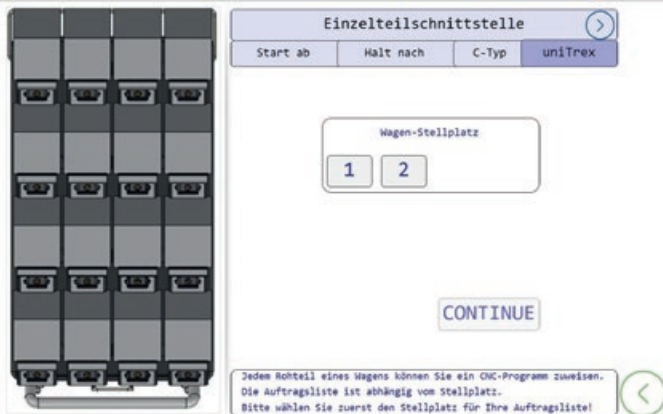 Einzelteilschnittstelle
Start ab Halt nach C-Typ uniTrex
Wagen-Stellplatz
1 2
CONTINUE
Jedem Rohteil eines Wagens können Sie ein CNC-Programm zuweisen.
Die Auftragsliste ist abhängig vom Stellplatz.
Bitte wählen Sie zuerst den Stellplatz für Ihre Auftragsliste!